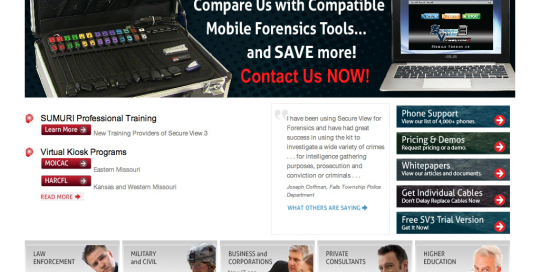 Compare Us with Compatible
Mobile Forensics Tools...
and SAVE more!
Contact Us NOW!
SUMURI Professional Training
Learn More
New Training Providers of Secure View 3
Virtual Kiosk Programs
MOICAC
Eastern Missouri
HARCFL
Kansas and Western Missouri
READ MORE
I have been using Secure View for
Forensics and have had great
success in using the kit to
investigate a wide variety of crimes
. . . for intelligence gathering
purposes, prosecution and
conviction or criminals . . .
Joseph Coffman, Falls Township Police
Department
WHAT OTHERS ARE SAYING
Phone Support
View our list of 4,000+ phones.
Pricing & Demos
Request pricing or a demo.
Whitepapers
View our articles and documents.
Get Individual Cables
Don't Delay Replace Cables Now
Free SV3 Trial Version
Get it Now!
LAW
ENFORCEMENT
MILITARY
and CIVIL
BUSINESS and
CORPORATIONS
PRIVATE
CONSULTANTS
HIGHER
EDUCATION